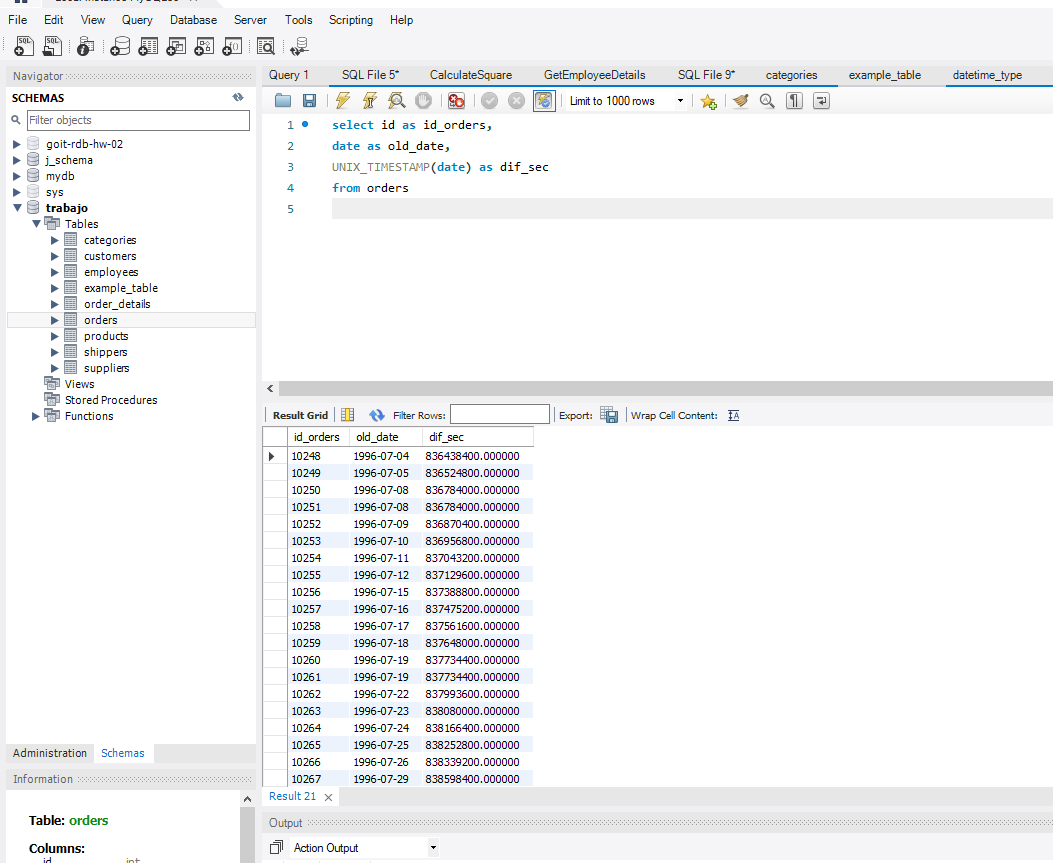 File Edit View Query Database Server Tools Scripting Help
Navigator
SCHEMAS
Filter objects
goit-rdb-hw-02
j_schema
mydb
sys
trabajo
Tables
categories
customers
employees
example_table
order_details
orders
products
shippers
suppliers
Views
Stored Procedures
Functions
Administration Schemas
Information
Table: orders
Columns:
id int
Query 1 SQL File 5* CalculateSquare GetEmployeeDetails SQL File 9* categories example_table datetime_type
Limit to 1000 rows
1 select id as id_orders,
2 date as old_date,
3 UNIX_TIMESTAMP(date) as dif_sec
4 from orders
5
Result Grid Filter Rows: Export: Wrap Cell Content:
id_orders old_date dif_sec
10248 1996-07-04 836438400.000000
10249 1996-07-05 836524800.000000
10250 1996-07-08 836784000.000000
10251 1996-07-08 836784000.000000
10252 1996-07-09 836870400.000000
10253 1996-07-10 836956800.000000
10254 1996-07-11 837043200.000000
10255 1996-07-12 837129600.000000
10256 1996-07-15 837388800.000000
10257 1996-07-16 837475200.000000
10258 1996-07-17 837561600.000000
10259 1996-07-18 837648000.000000
10260 1996-07-19 837734400.000000
10261 1996-07-19 837734400.000000
10262 1996-07-22 837993600.000000
10263 1996-07-23 838080000.000000
10264 1996-07-24 838166400.000000
10265 1996-07-25 838252800.000000
10266 1996-07-26 838339200.000000
10267 1996-07-29 838598400.000000
Result 21
Output
Action Output